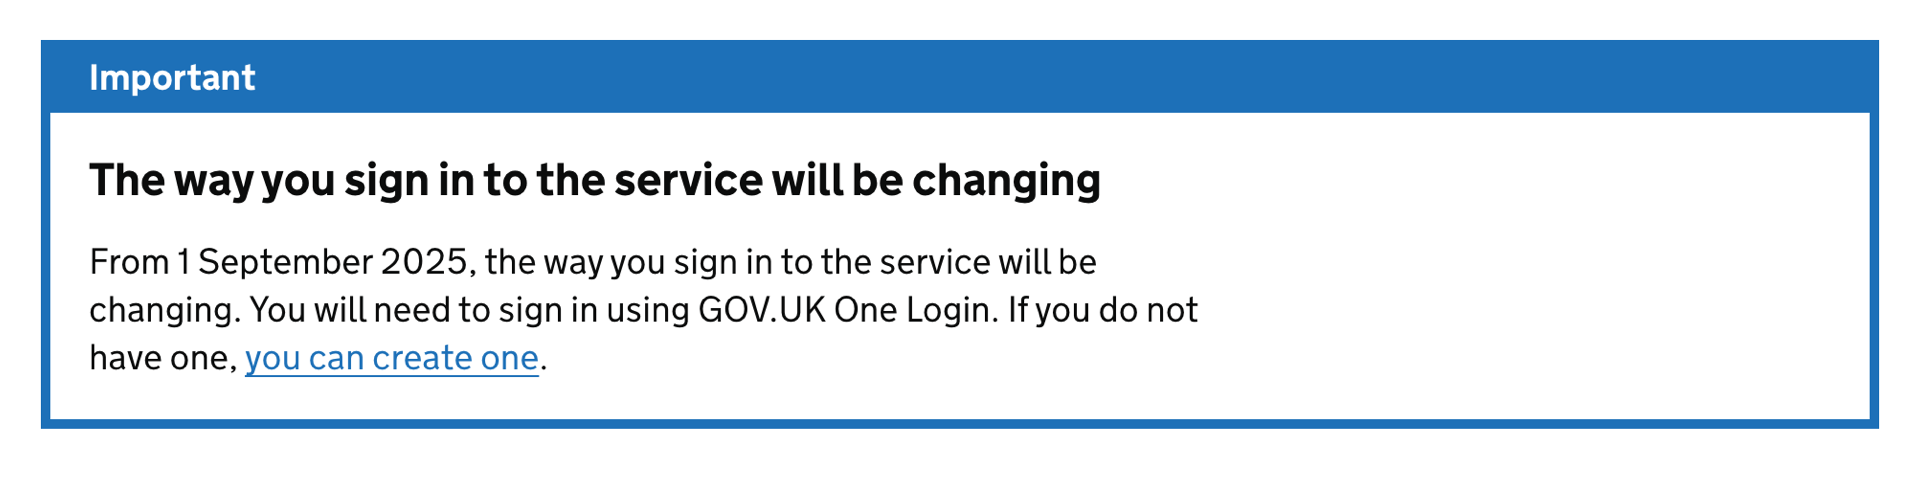 Important
The way you sign in to the service will be changing
From 1 September 2025, the way you sign in to the service will be
changing. You will need to sign in using GOV.UK One Login. If you do not
have one, you can create one.